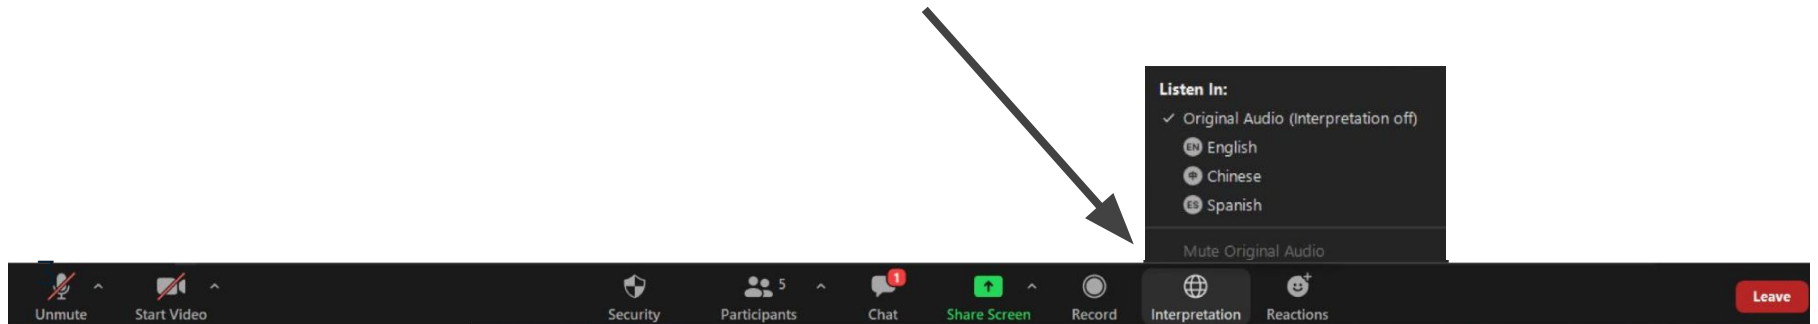 Listen In:
Original Audio (Interpretation off)
EN English
中 Chinese
ES Spanish
Mute Original Audio
5
1
Unmute Start Video Security Participants Chat Share Screen Record Interpretation Reactions Leave